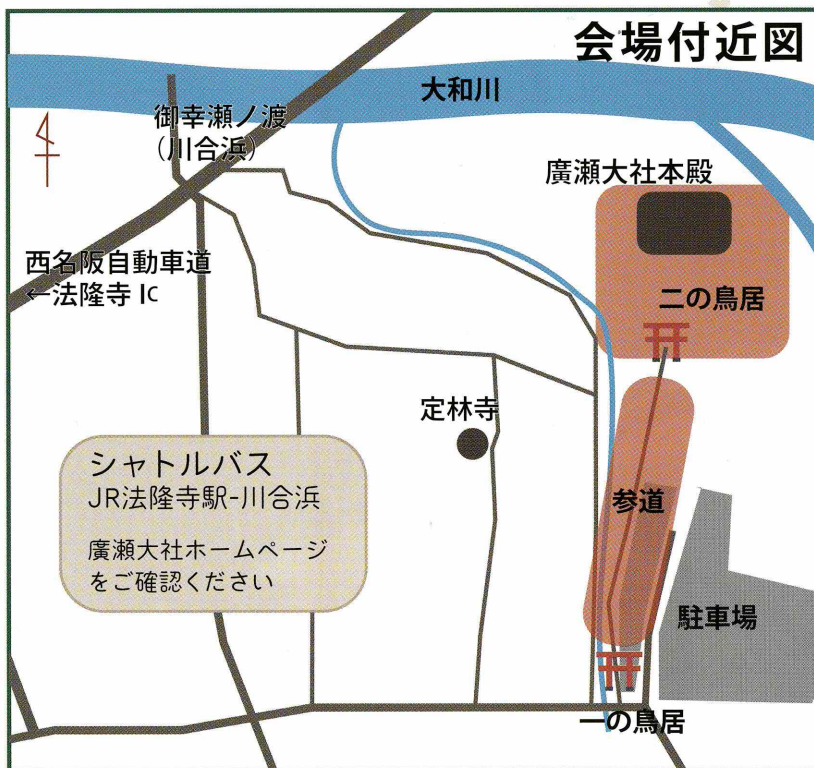 会場付近図
大和川
御幸瀬ノ渡
（川合浜）
廣瀬大社本殿
西名阪自動車道
←法隆寺 IC
二の鳥居
定林寺
シャトルバス
JR法隆寺駅-川合浜
廣瀬大社ホームページ
をご確認ください
参道
駐車場
一の鳥居